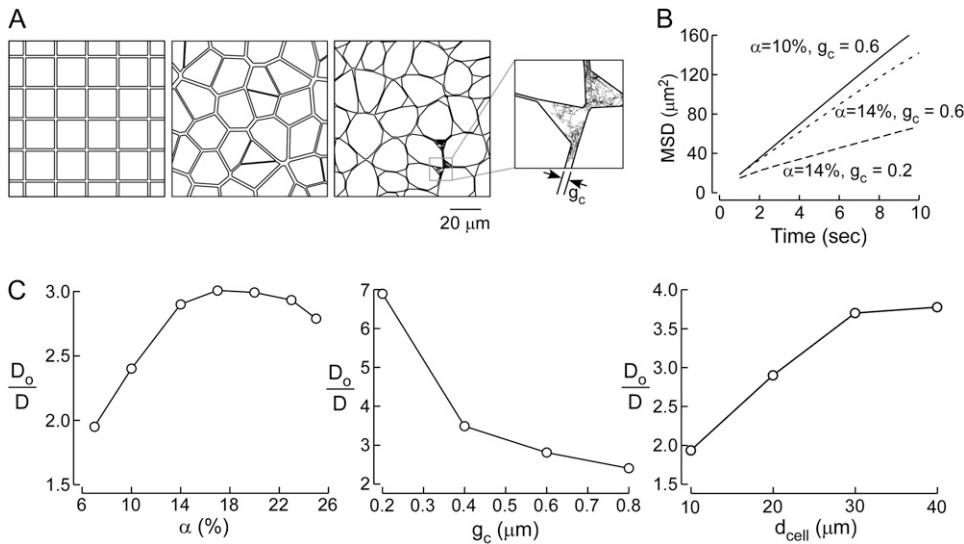 A
g_c
20 μm
B
160
120
80
40
0
MSD (μm²)
α=10%, g_c = 0.6
α=14%, g_c = 0.6
α=14%, g_c = 0.2
0 2 4 6 8 10
Time (sec)
C
3.0
2.5
2.0
1.5
D_o
D
6 10 14 18 22 26
α (%)
7
6
5
4
3
2
D_o
D
0.2 0.3 0.4 0.5 0.6 0.7 0.8
g_c (μm)
4.0
3.5
3.0
2.5
2.0
1.5
D_o
D
10 20 30 40
d_cell (μm)